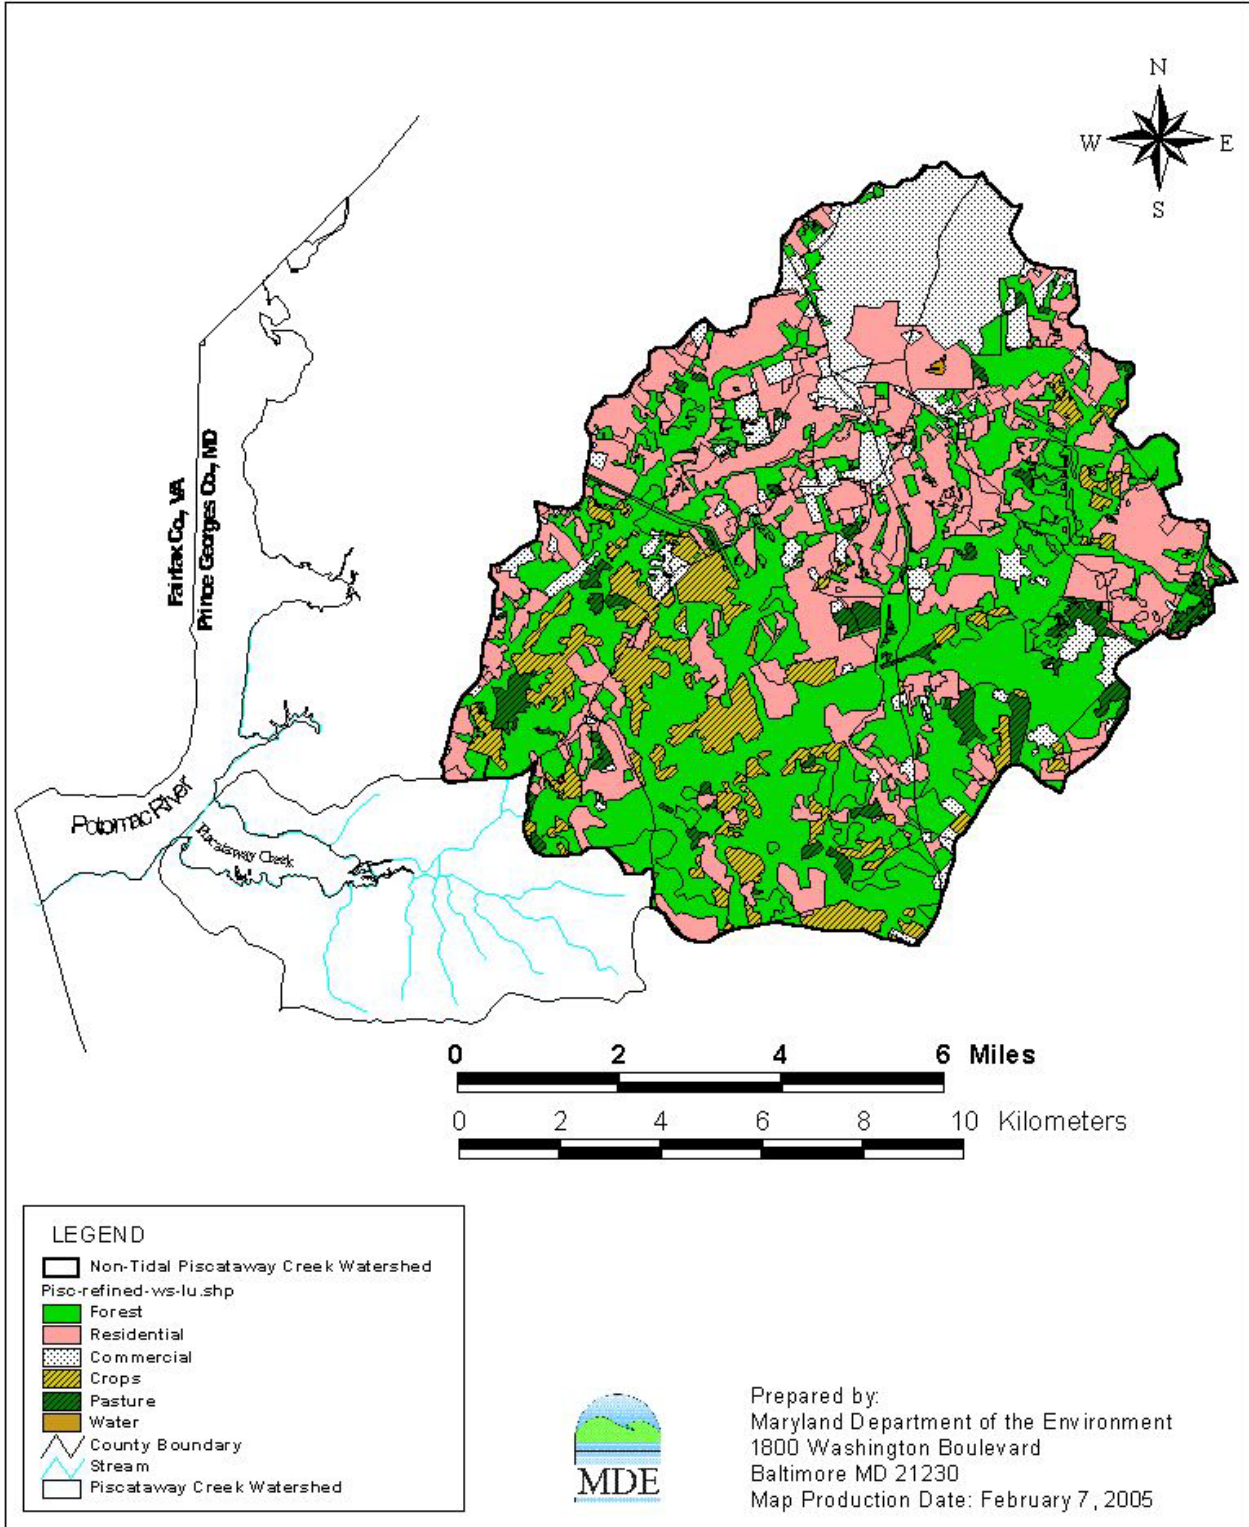 N
W E
S
Fairfax Co., VA
Prince Georges Co., MD
Potomac River
Piscataway Creek
0 2 4 6 Miles
0 2 4 6 8 10 Kilometers
LEGEND
Non-Tidal Piscataway Creek Watershed
Pisc-refined-ws-lu.shp
Forest
Residential
Commercial
Crops
Pasture
Water
County Boundary
Stream
Piscataway Creek Watershed
MDE
Prepared by:
Maryland Department of the Environment
1800 Washington Boulevard
Baltimore MD 21230
Map Production Date: February 7, 2005